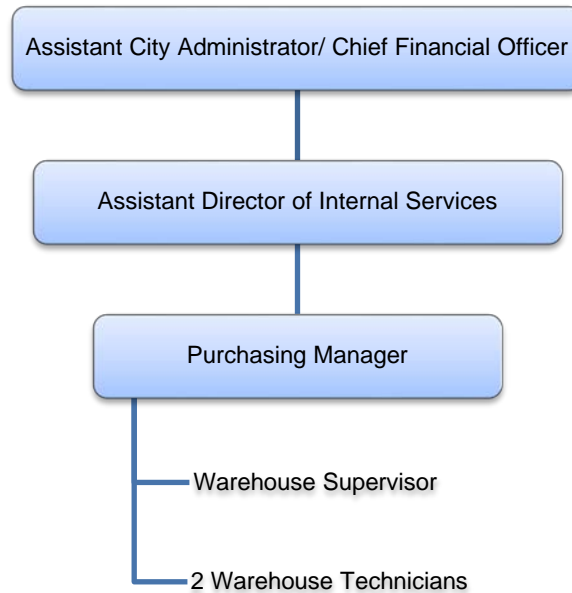 Assistant City Administrator/ Chief Financial Officer
Assistant Director of Internal Services
Purchasing Manager
Warehouse Supervisor
2 Warehouse Technicians